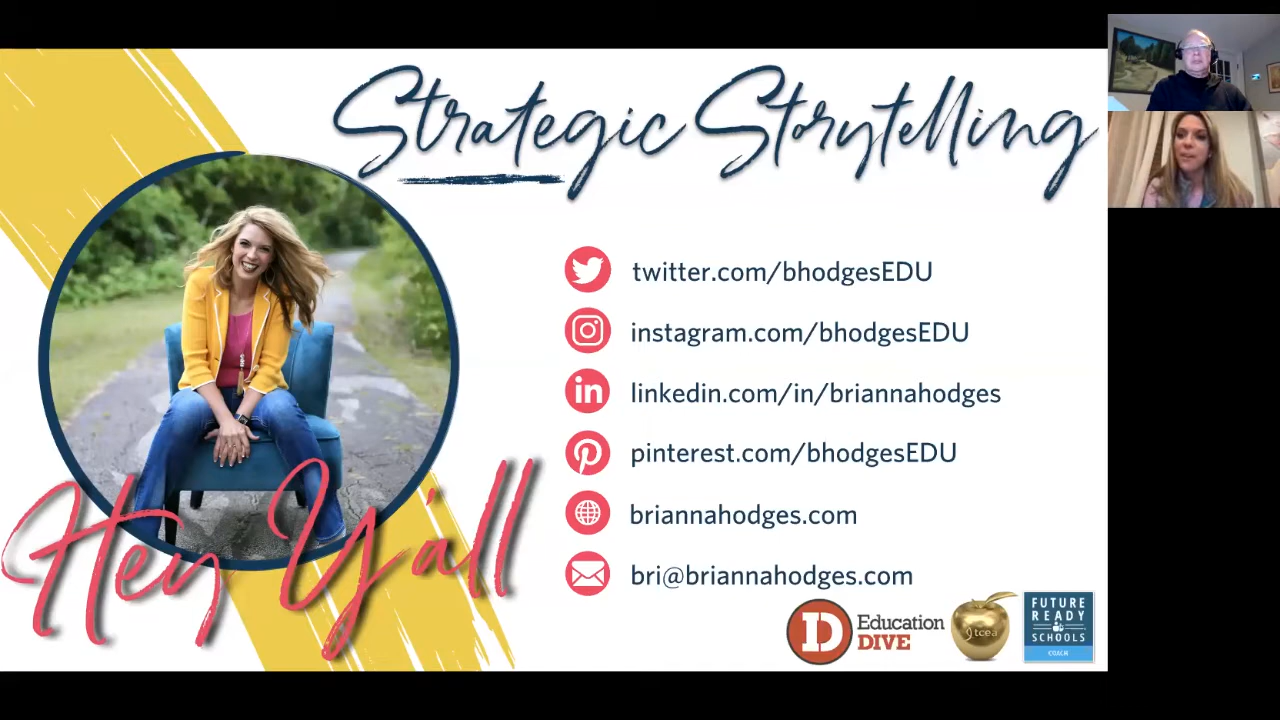 Strategic Storytelling
twitter.com/bhodgesEDU
instagram.com/bhodgesEDU
linkedin.com/in/briannahodges
pinterest.com/bhodgesEDU
briannahodges.com
bri@briannahodges.com
Hey Y'all
Education
DIVE
tcea
FUTURE
READY
SCHOOLS
COACH